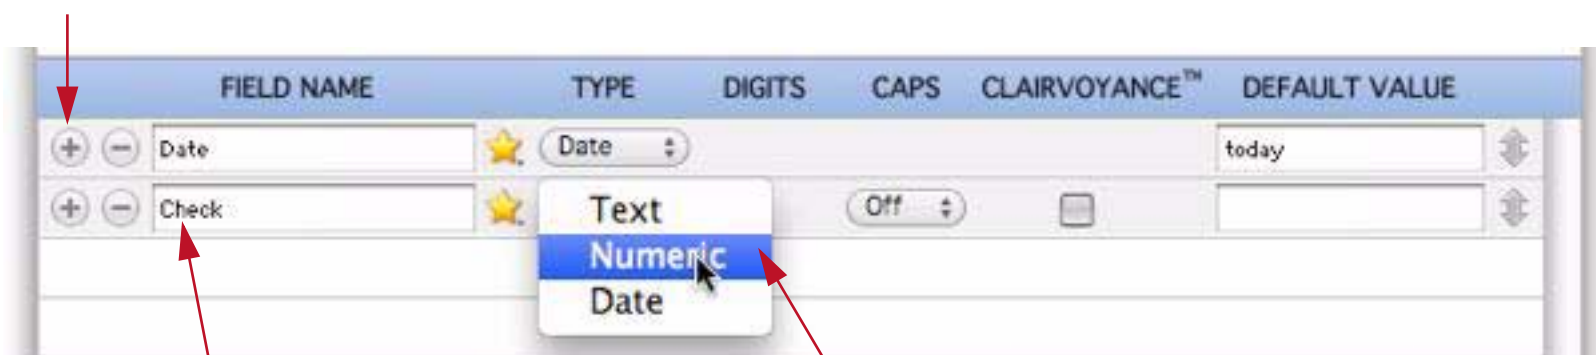 FIELD NAME TYPE DIGITS CAPS CLAIRVOYANCE™ DEFAULT VALUE
Date Date today
Check Text Off
Numeric
Date